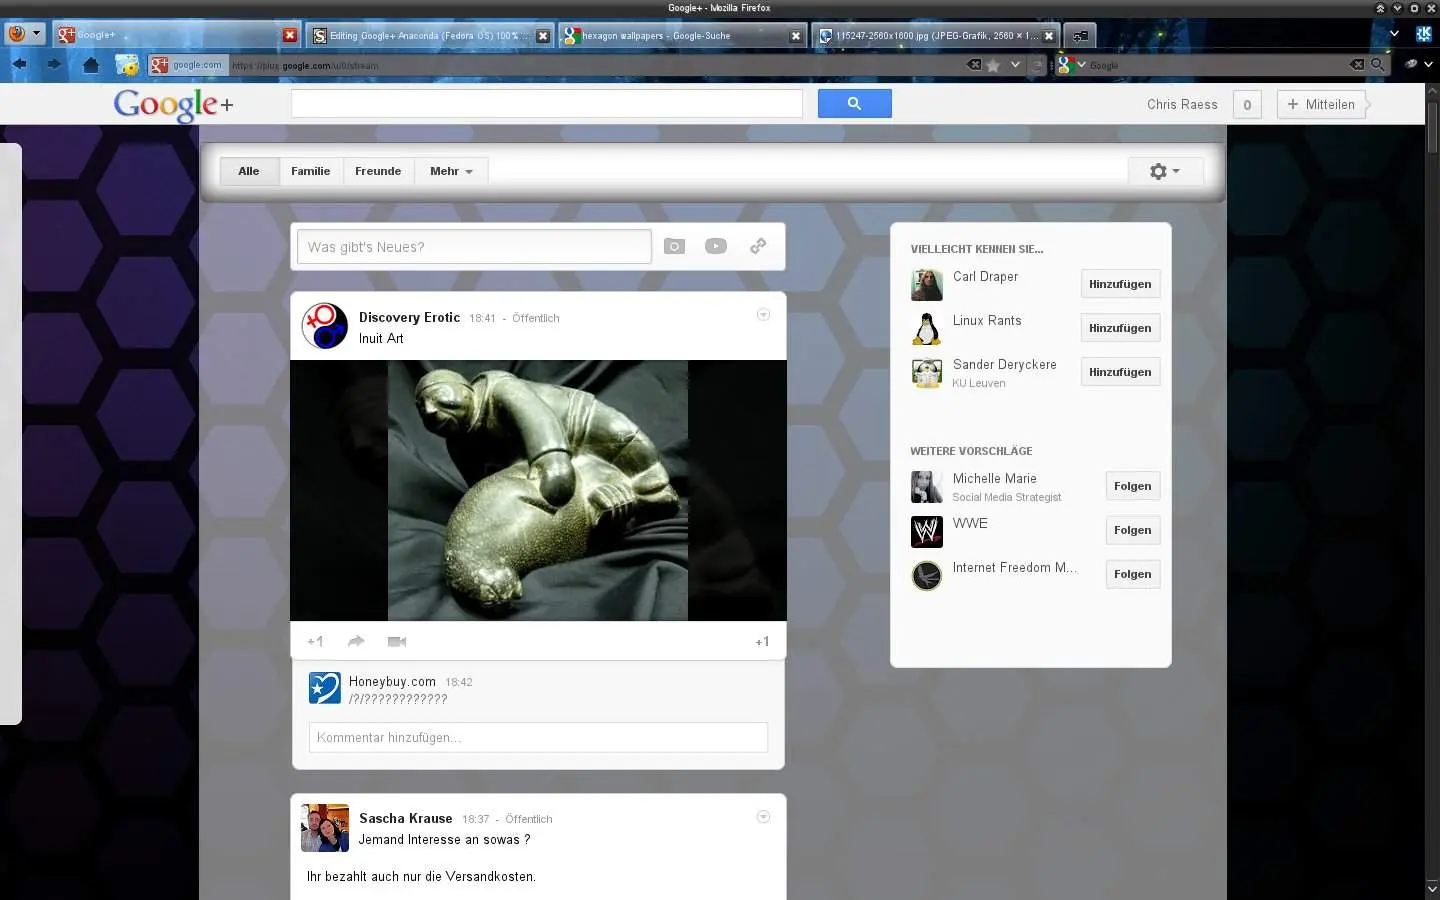 Google+ - Mozilla Firefox
Google+
Editing Google+ Anaconda (Fedora OS) 100% ...
hexagon wallpapers - Google-Suche
115247-2560x1600.jpg (JPEG-Grafik, 2560 × 1...
google.com
https://plus.google.com/u/0/stream
Google
Google+
Chris Raess
0
+ Mitteilen
Alle
Familie
Freunde
Mehr
Was gibt's Neues?
Discovery Erotic 18:41 - Öffentlich
Inuit Art
+1
+1
Honeybuy.com 18:42
/?/????????????
Kommentar hinzufügen...
Sascha Krause 18:37 - Öffentlich
Jemand Interesse an sowas ?
Ihr bezahlt auch nur die Versandkosten.
VIELLEICHT KENNEN SIE...
Carl Draper
Hinzufügen
Linux Rants
Hinzufügen
Sander Deryckere
KU Leuven
Hinzufügen
WEITERE VORSCHLÄGE
Michelle Marie
Social Media Strategist
Folgen
WWE
Folgen
Internet Freedom M...
Folgen